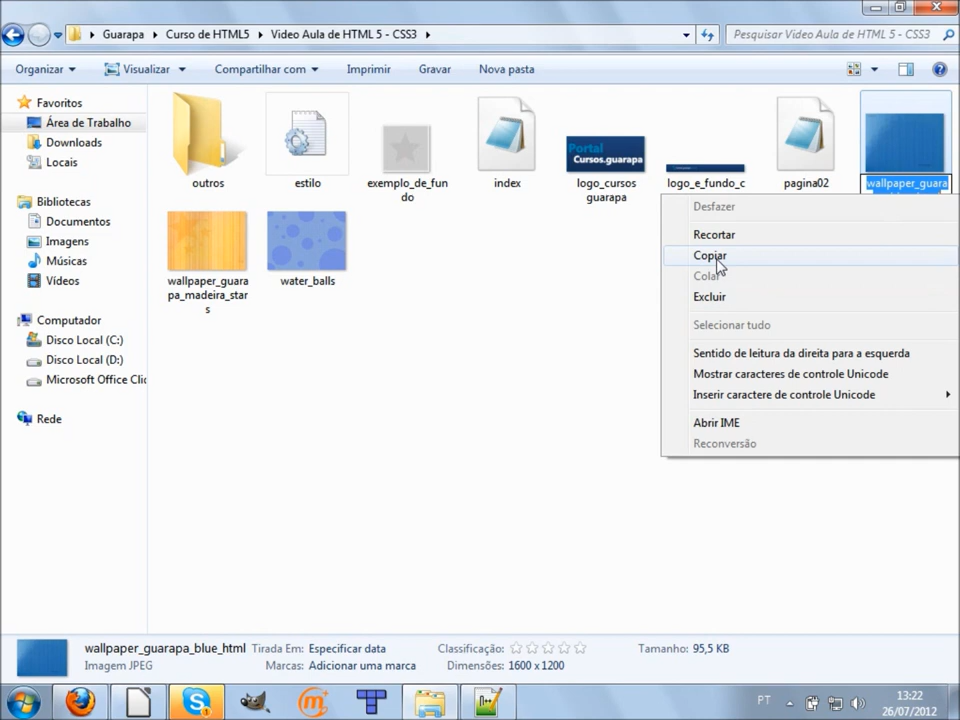 Guarapa Curso de HTML5 Video Aula de HTML 5 - CSS3
Pesquisar Video Aula de HTML 5 - CSS3
Organizar Visualizar Compartilhar com Imprimir Gravar Nova pasta
Favoritos
Área de Trabalho
Downloads
Locais
Bibliotecas
Documentos
Imagens
Músicas
Vídeos
Computador
Disco Local (C:)
Disco Local (D:)
Microsoft Office Clic
Rede
outros
estilo
exemplo_de_fun
do
index
Portal
Cursos.guarapa
logo_cursos
guarapa
logo_e_fundo_c
pagina02
wallpaper_guara
wallpaper_guara
pa_madeira_star
s
water_balls
Desfazer
Recortar
Copiar
Colar
Excluir
Selecionar tudo
Sentido de leitura da direita para a esquerda
Mostrar caracteres de controle Unicode
Inserir caractere de controle Unicode
Abrir IME
Reconversão
wallpaper_guarapa_blue_html Tirada Em: Especificar data Classificação: Tamanho: 95,5 KB
Imagem JPEG Marcas: Adicionar uma marca Dimensões: 1600 x 1200
PT
13:22
26/07/2012